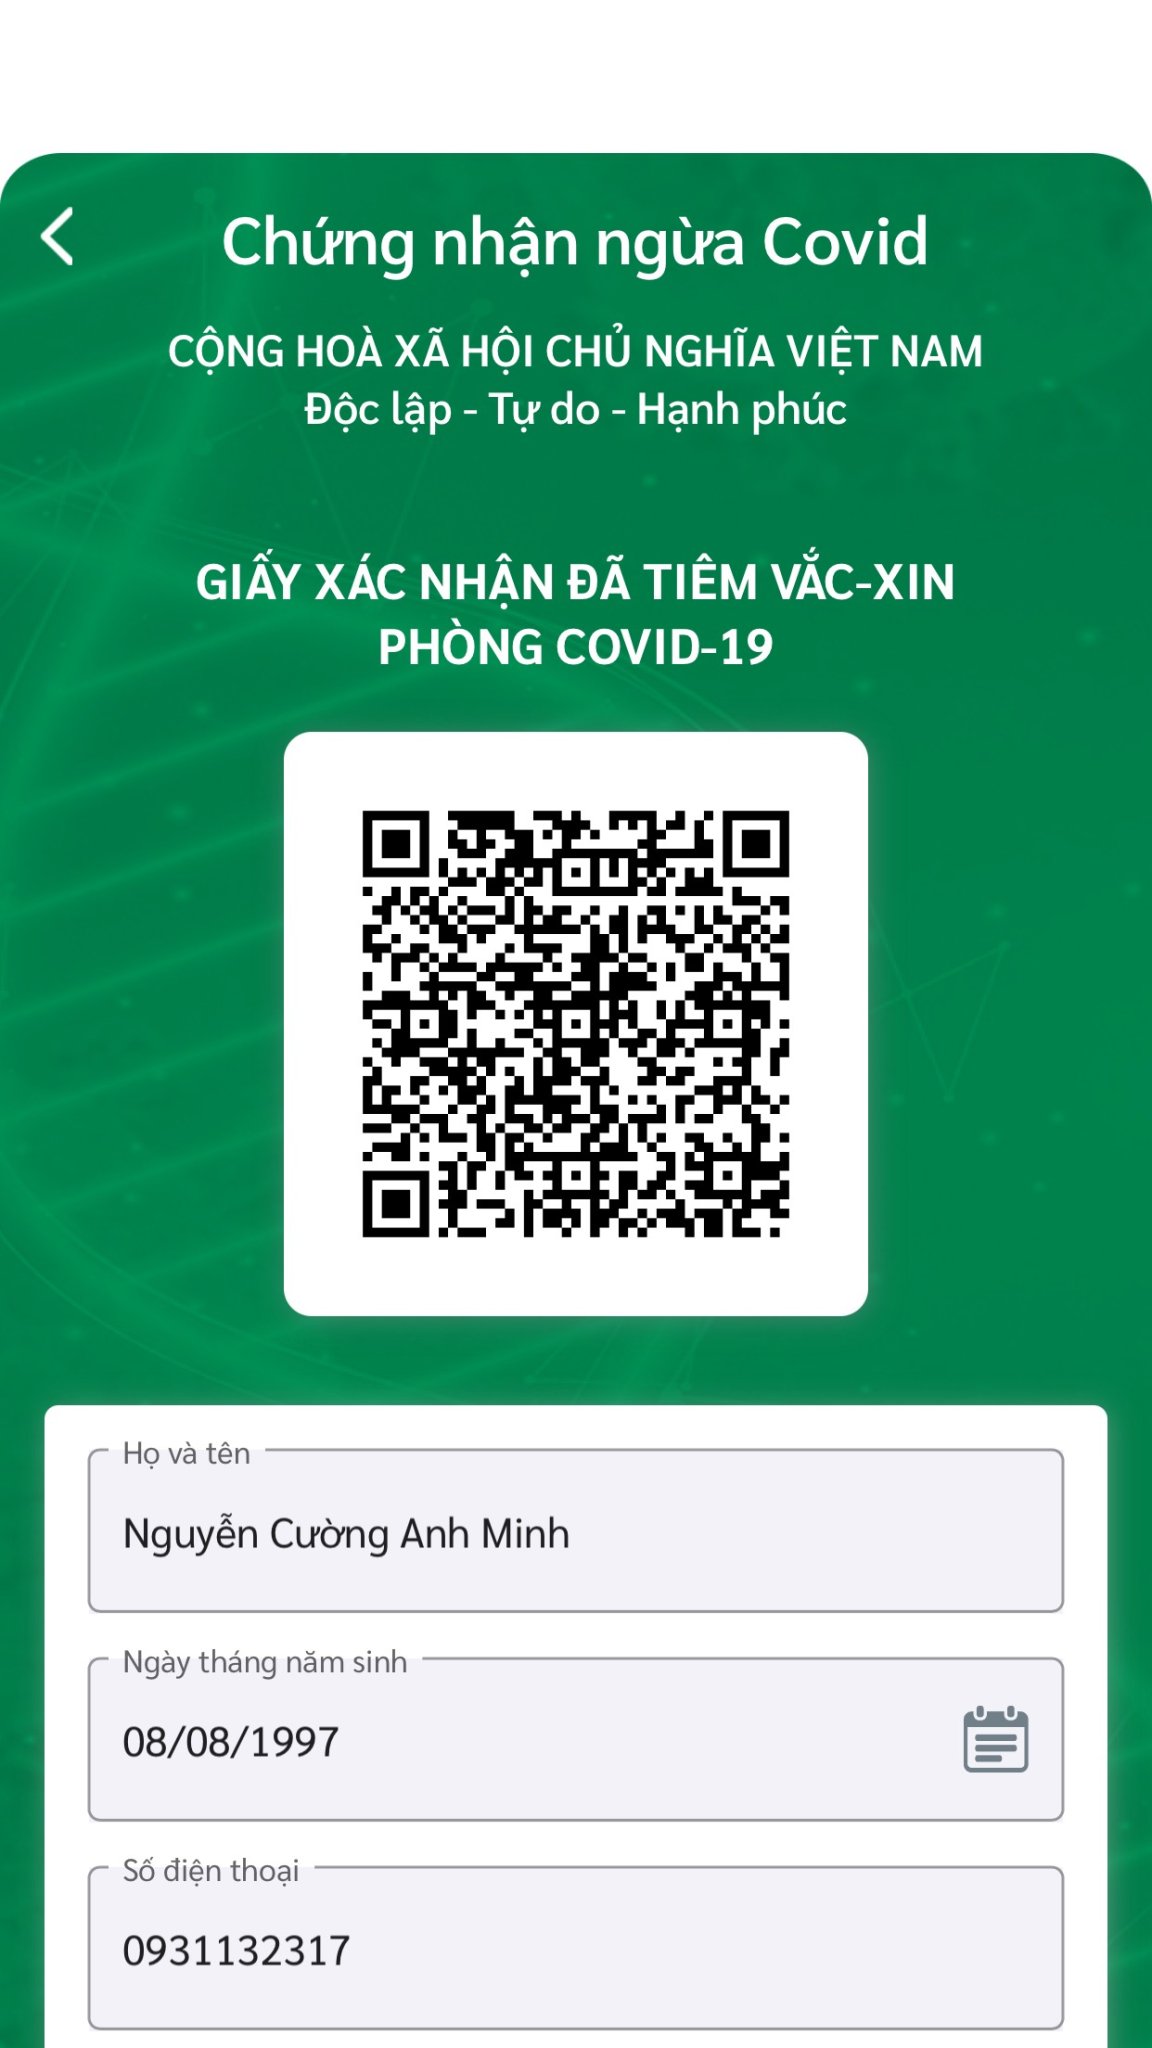 Chứng nhận ngừa Covid
CỘNG HOÀ XÃ HỘI CHỦ NGHĨA VIỆT NAM
Độc lập - Tự do - Hạnh phúc
GIẤY XÁC NHẬN ĐÃ TIÊM VẮC-XIN
PHÒNG COVID-19
Họ và tên
Nguyễn Cường Anh Minh
Ngày tháng năm sinh
08/08/1997
Số điện thoại
0931132317